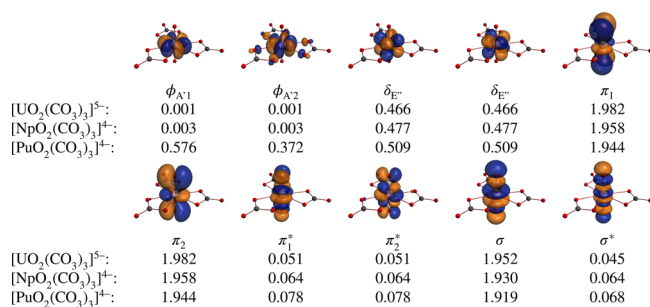 ϕA′1 ϕA′2 δE″ δE″ π1
[UO2(CO3)3]5–: 0.001 0.001 0.466 0.466 1.982
[NpO2(CO3)3]4–: 0.003 0.003 0.477 0.477 1.958
[PuO2(CO3)3]4–: 0.576 0.372 0.509 0.509 1.944
π2 π1* π2* σ σ*
[UO2(CO3)3]5–: 1.982 0.051 0.051 1.952 0.045
[NpO2(CO3)3]4–: 1.958 0.064 0.064 1.930 0.064
[PuO2(CO3)3]4–: 1.944 0.078 0.078 1.910 0.068